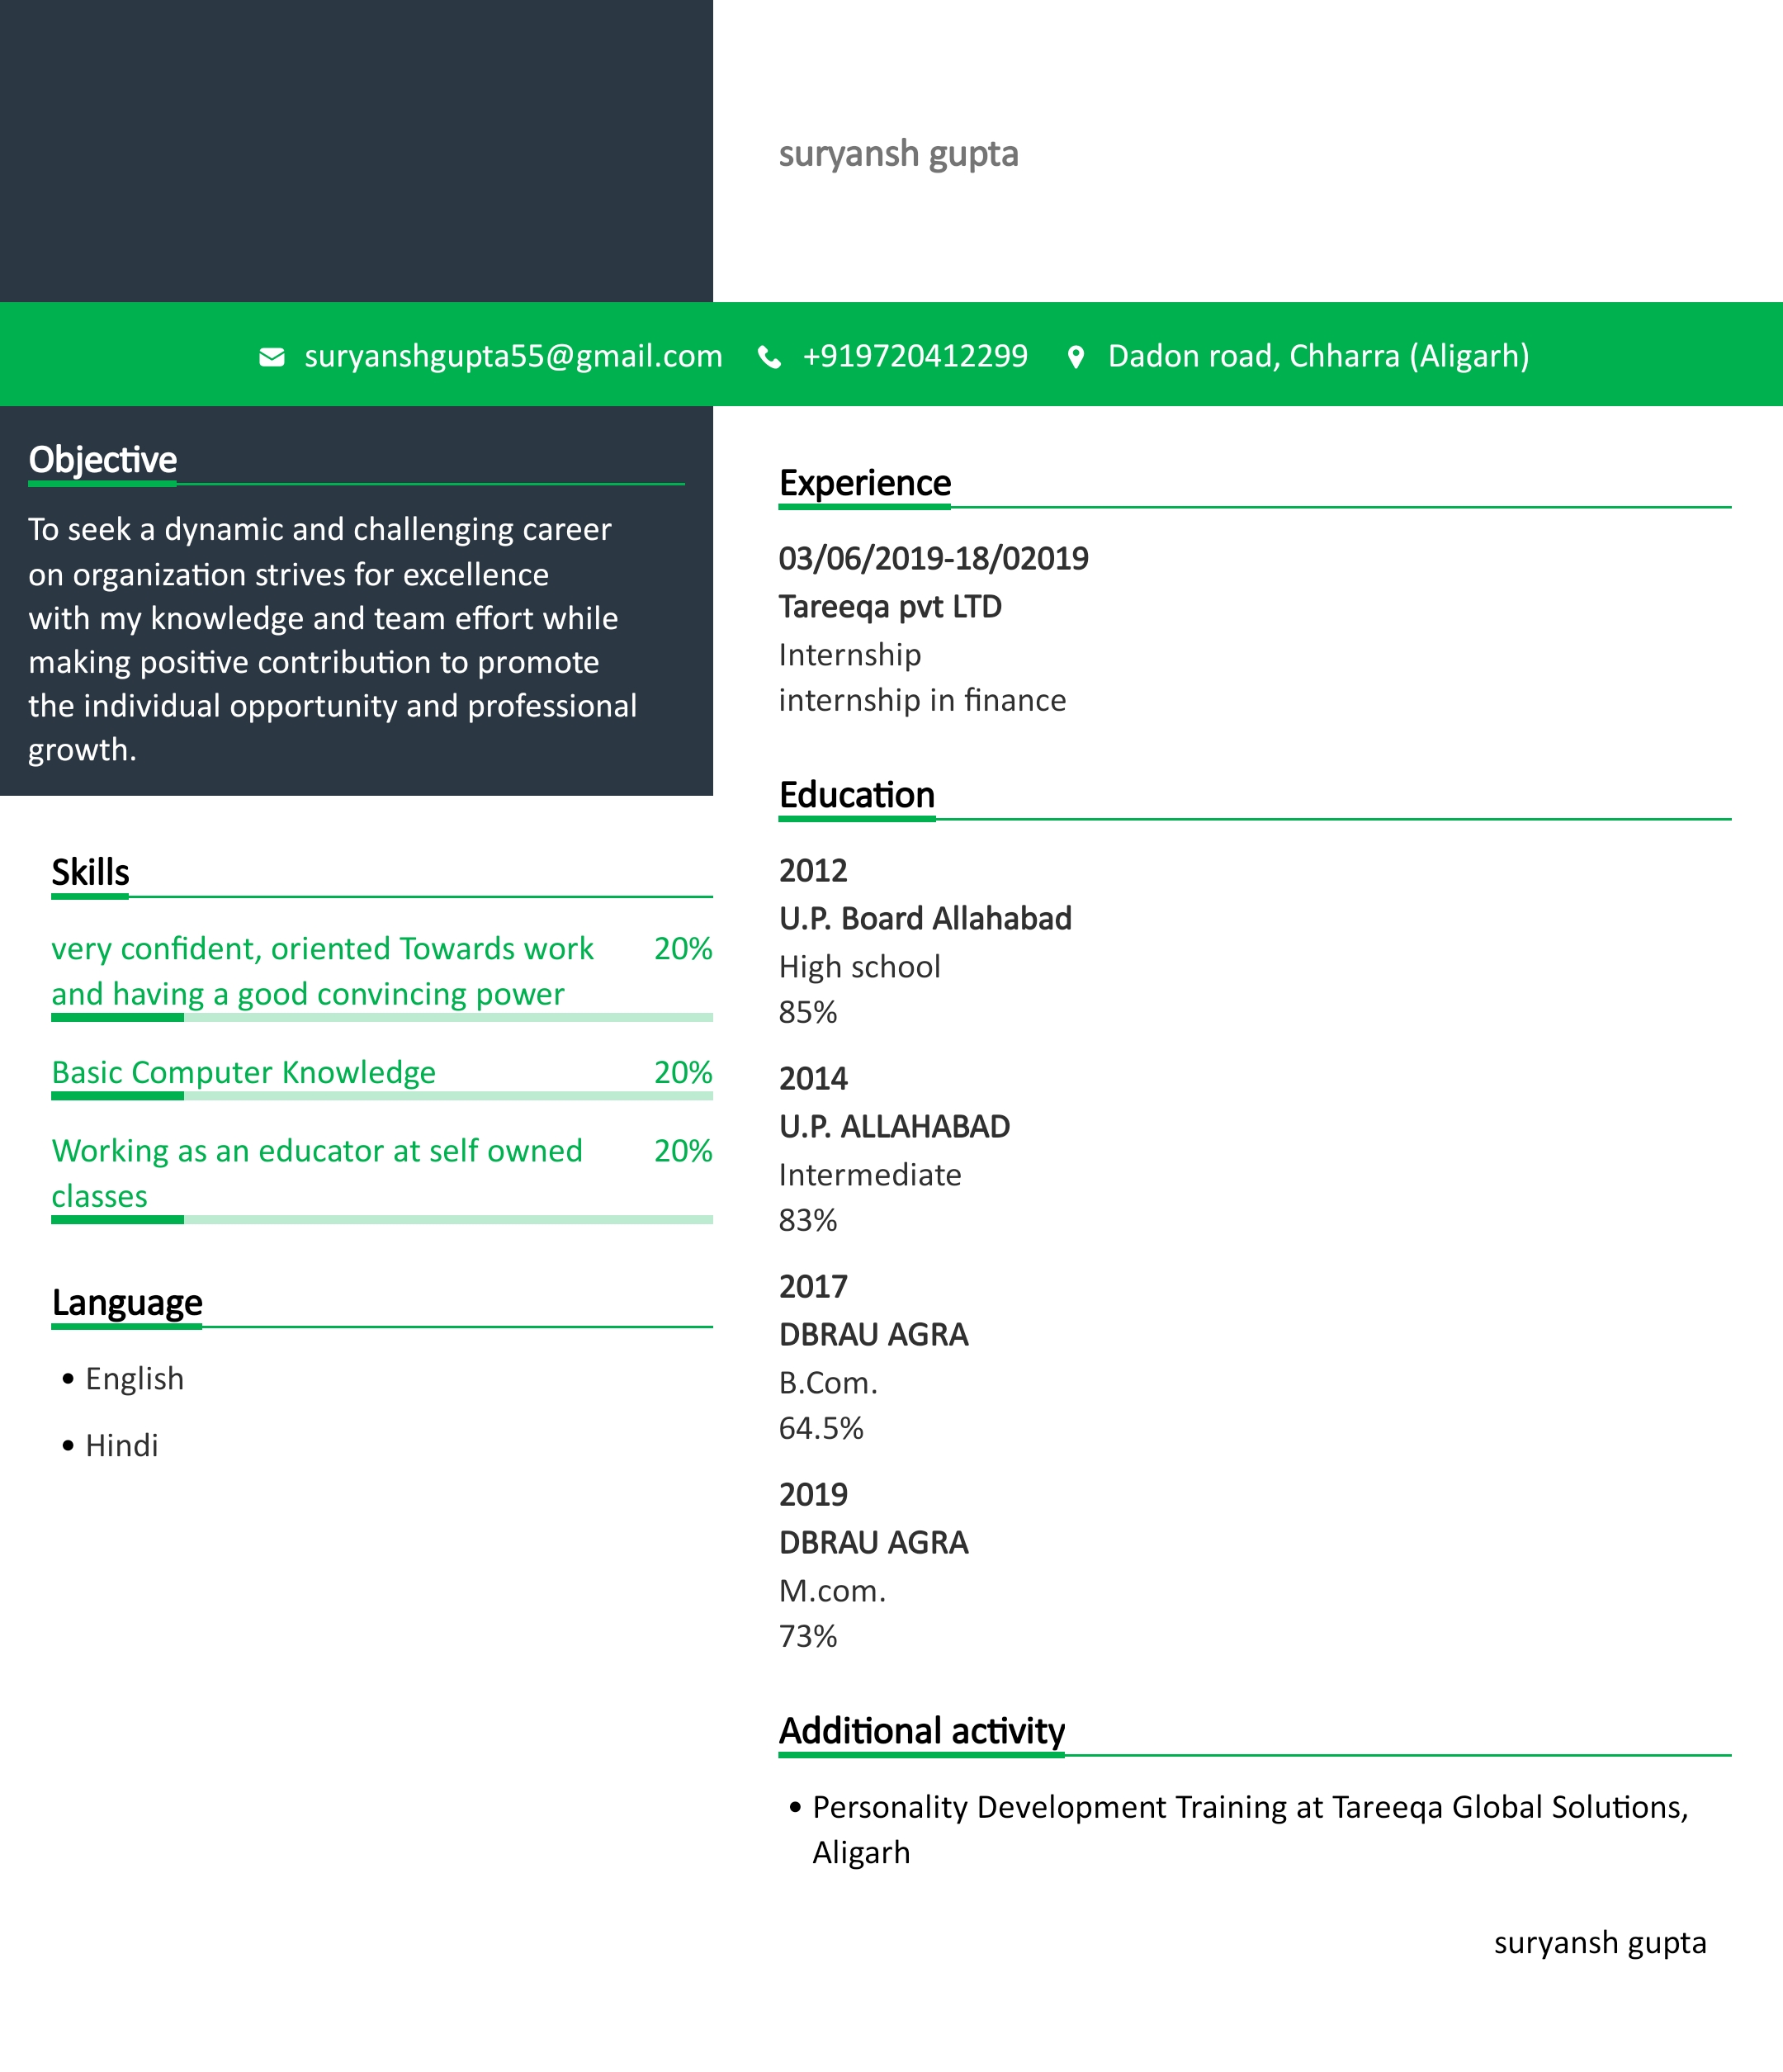 suryansh gupta
suryanshgupta55@gmail.com +919720412299 Dadon road, Chharra (Aligarh)
Objective
To seek a dynamic and challenging career
on organization strives for excellence
with my knowledge and team effort while
making positive contribution to promote
the individual opportunity and professional
growth.
Skills
very confident, oriented Towards work 20%
and having a good convincing power
Basic Computer Knowledge 20%
Working as an educator at self owned 20%
classes
Language
• English
• Hindi
Experience
03/06/2019-18/02019
Tareeqa pvt LTD
Internship
internship in finance
Education
2012
U.P. Board Allahabad
High school
85%
2014
U.P. ALLAHABAD
Intermediate
83%
2017
DBRAU AGRA
B.Com.
64.5%
2019
DBRAU AGRA
M.com.
73%
Additional activity
• Personality Development Training at Tareeqa Global Solutions,
Aligarh
suryansh gupta